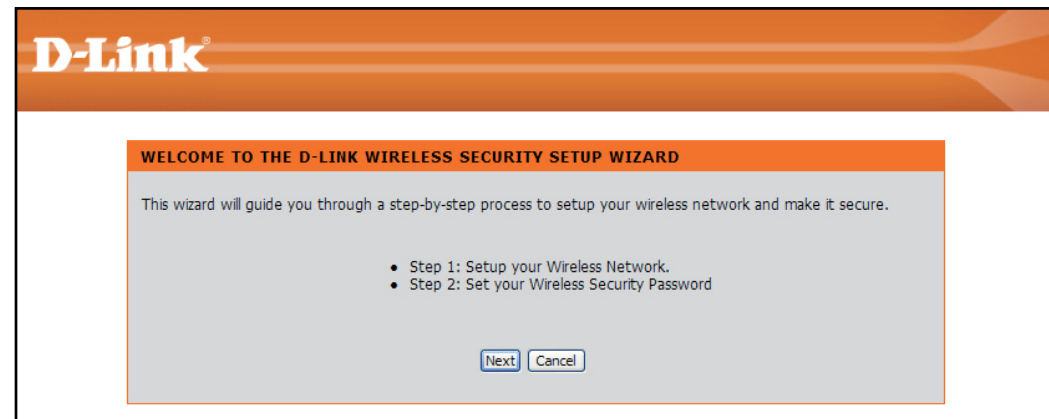 D-Link®
WELCOME TO THE D-LINK WIRELESS SECURITY SETUP WIZARD
This wizard will guide you through a step-by-step process to setup your wireless network and make it secure.
• Step 1: Setup your Wireless Network.
• Step 2: Set your Wireless Security Password
Next Cancel